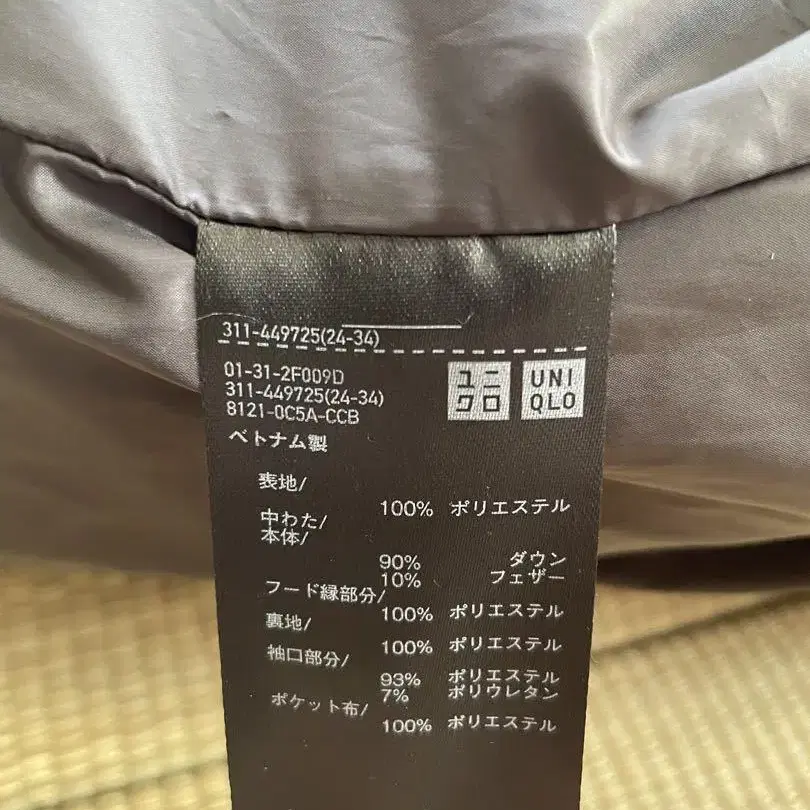 311-449725(24-34)
01-31-2F009D
311-449725(24-34)
8121-0C5A-CCB
ユニクロ
UNIQLO
ベトナム製
表地/
100% ポリエステル
中わた/
本体/
90% ダウン
10% フェザー
フード縁部分/
100% ポリエステル
裏地/
100% ポリエステル
袖口部分/
93% ポリエステル
7% ポリウレタン
ポケット布/
100% ポリエステル